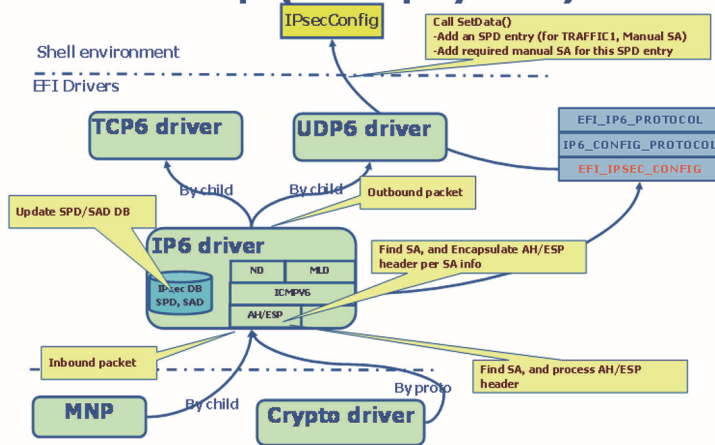 IPsecConfig
Call SetData()
-Add an SPD entry (for TRAFFIC1, Manual SA)
-Add required manual SA for this SPD entry
Shell environment
EFI Drivers
TCP6 driver
UDP6 driver
EFI_IP6_PROTOCOL
IP6_CONFIG_PROTOCOL
EFI_IPSEC_CONFIG
By child
By child
Outbound packet
Update SPD/SAD DB
IP6 driver
Find SA, and Encapsulate AH/ESP
header per SA info
ND
MLD
IPsec DB
SPD, SAD
ICMPV6
AH/ESP
Inbound packet
Find SA, and process AH/ESP
header
By proto
MNP
By child
Crypto driver